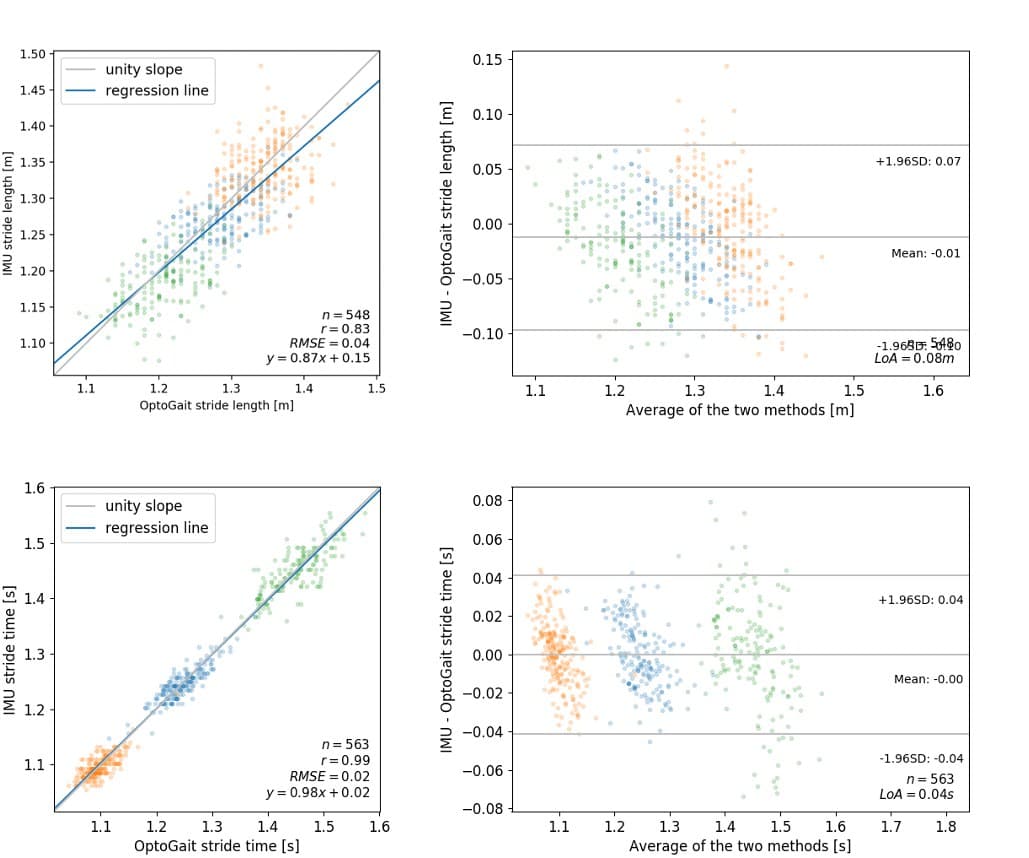 1.50
1.45
1.40
1.35
1.30
1.25
1.20
1.15
1.10
IMU stride length [m]
unity slope
regression line
n = 548
r = 0.83
RMSE = 0.04
y = 0.87x + 0.15
1.1 1.2 1.3 1.4 1.5
OptoGait stride length [m]
0.15
0.10
0.05
0.00
−0.05
−0.10
IMU - OptoGait stride length [m]
+1.96SD: 0.07
Mean: -0.01
-1.96SD: -0.10
n = 548
LoA = 0.08m
1.1 1.2 1.3 1.4 1.5 1.6
Average of the two methods [m]
1.6
1.5
1.4
1.3
1.2
1.1
IMU stride time [s]
unity slope
regression line
n = 563
r = 0.99
RMSE = 0.02
y = 0.98x + 0.02
1.1 1.2 1.3 1.4 1.5 1.6
OptoGait stride time [s]
0.08
0.06
0.04
0.02
0.00
−0.02
−0.04
−0.06
−0.08
IMU - OptoGait stride time [s]
+1.96SD: 0.04
Mean: -0.00
-1.96SD: -0.04
n = 563
LoA = 0.04s
1.1 1.2 1.3 1.4 1.5 1.6 1.7 1.8
Average of the two methods [s]